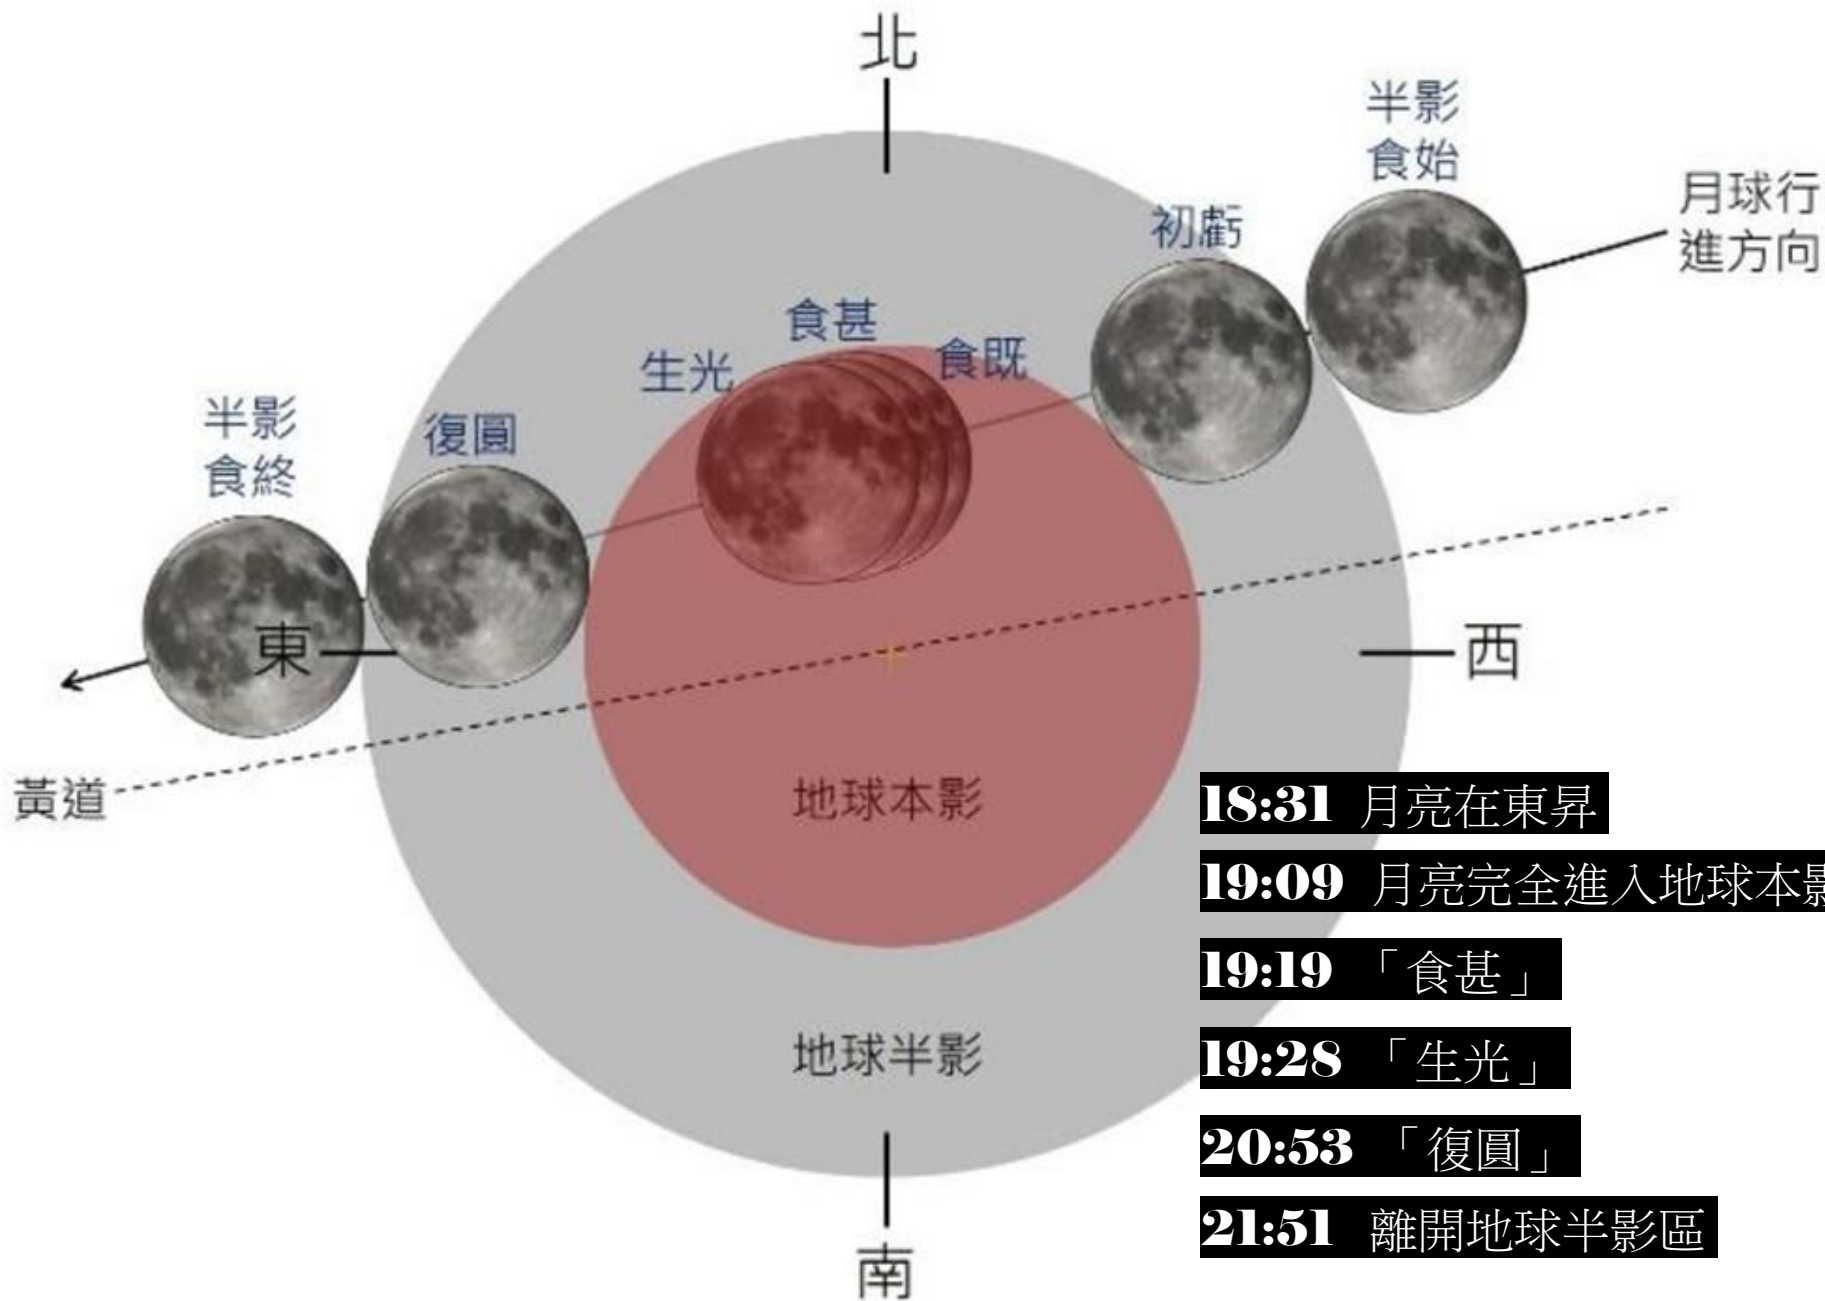 北
半影
食始
月球行
進方向
初虧
食甚
食既
生光
半影
食終
復圓
東
西
黃道
地球本影
18:31 月亮在東昇
19:09 月亮完全進入地球本影
19:19 「食甚」
地球半影
19:28 「生光」
20:53 「復圓」
21:51 離開地球半影區
南